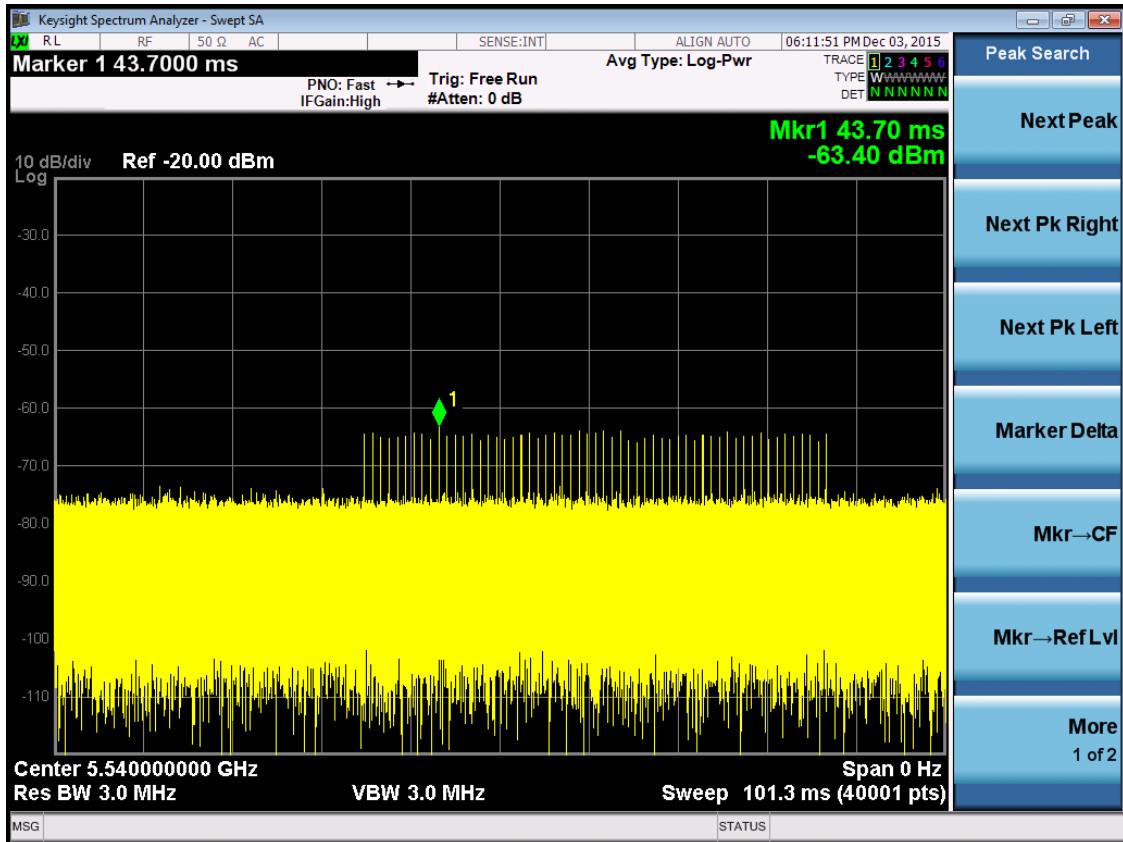 Keysight Spectrum Analyzer - Swept SA
LXI RL RF 50 Ω AC SENSE:INT ALIGN AUTO 06:11:51 PM Dec 03, 2015
Marker 1 43.7000 ms
PNO: Fast
IFGain:High
Trig: Free Run
#Atten: 0 dB
Avg Type: Log-Pwr
TRACE 1 2 3 4 5 6
TYPE WWWWWWWW
DET N N N N N N
Mkr1 43.70 ms
-63.40 dBm
10 dB/div Ref -20.00 dBm
Log
-30.0
-40.0
-50.0
-60.0
-70.0
-80.0
-90.0
-100
-110
1
Center 5.540000000 GHz Span 0 Hz
Res BW 3.0 MHz VBW 3.0 MHz Sweep 101.3 ms (40001 pts)
MSG STATUS
Peak Search
Next Peak
Next Pk Right
Next Pk Left
Marker Delta
Mkr→CF
Mkr→Ref Lvl
More
1 of 2